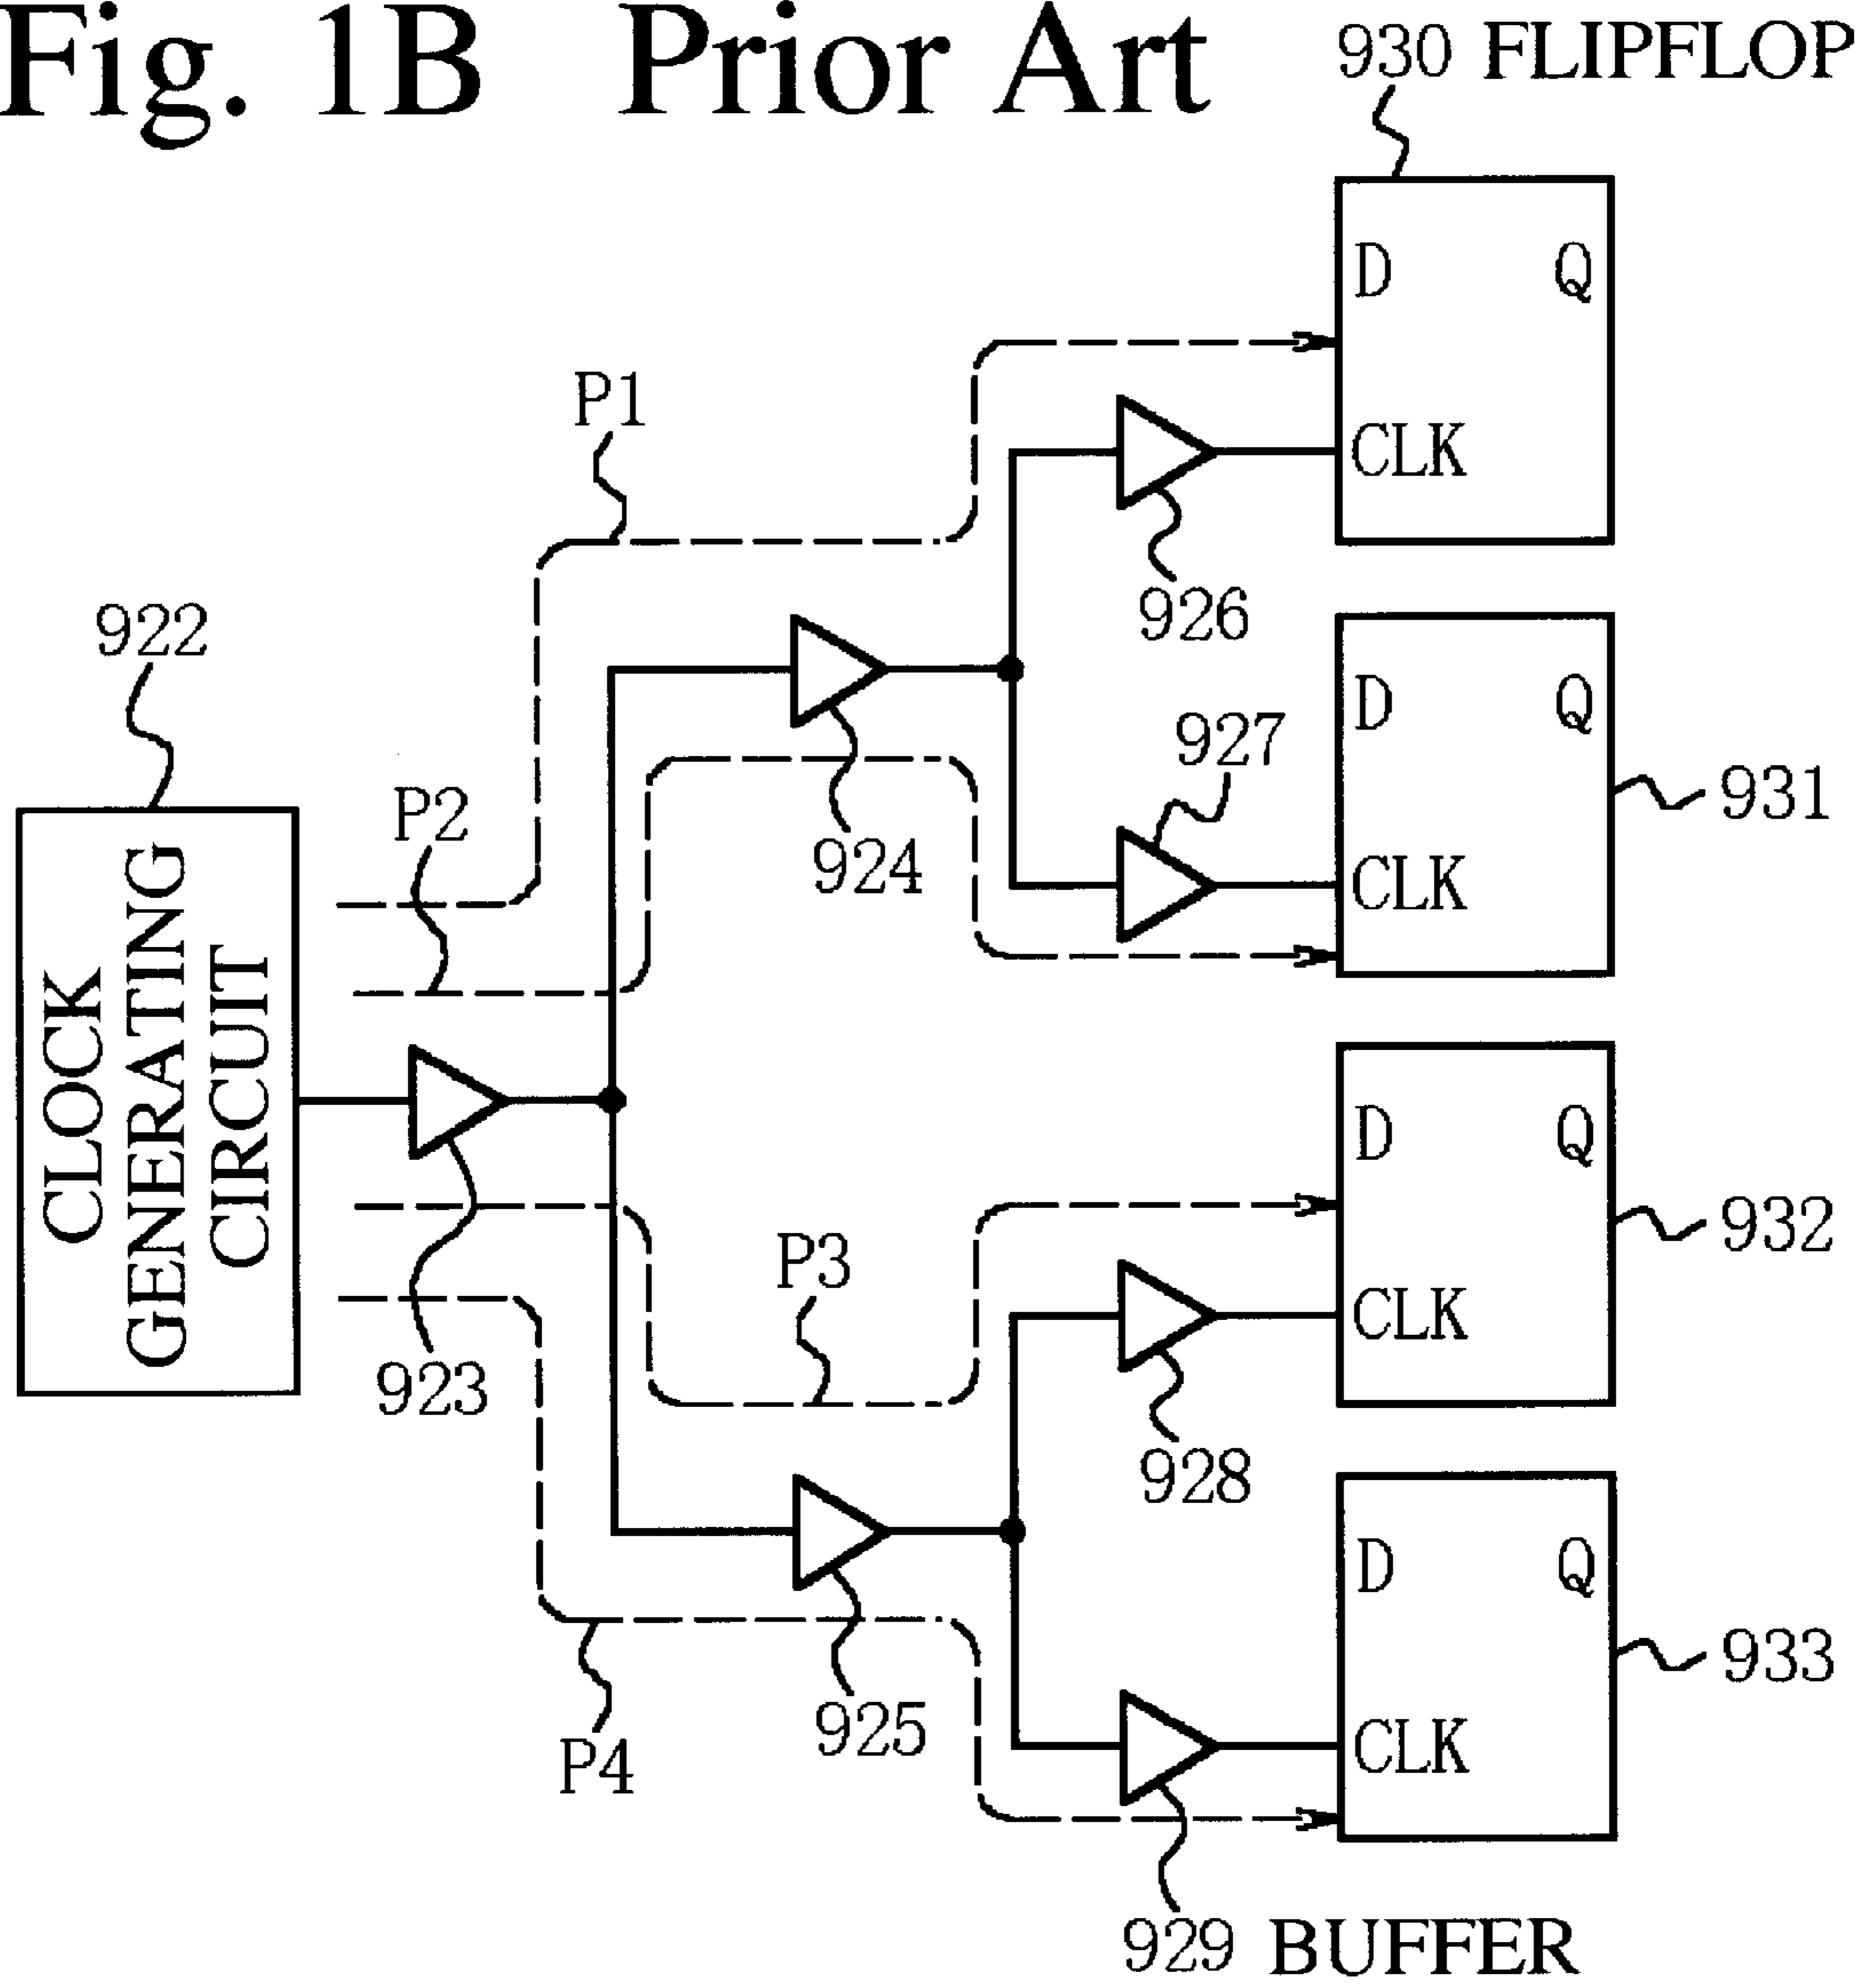 Fig. 1B Prior Art
930 FLIPFLOP
D Q
P1
CLK
926
922
D Q
927
931
P2
924
CLK
CLOCK
GENERATING
CIRCUIT
D Q
932
P3
CLK
923
928
D Q
933
925
P4
CLK
929 BUFFER